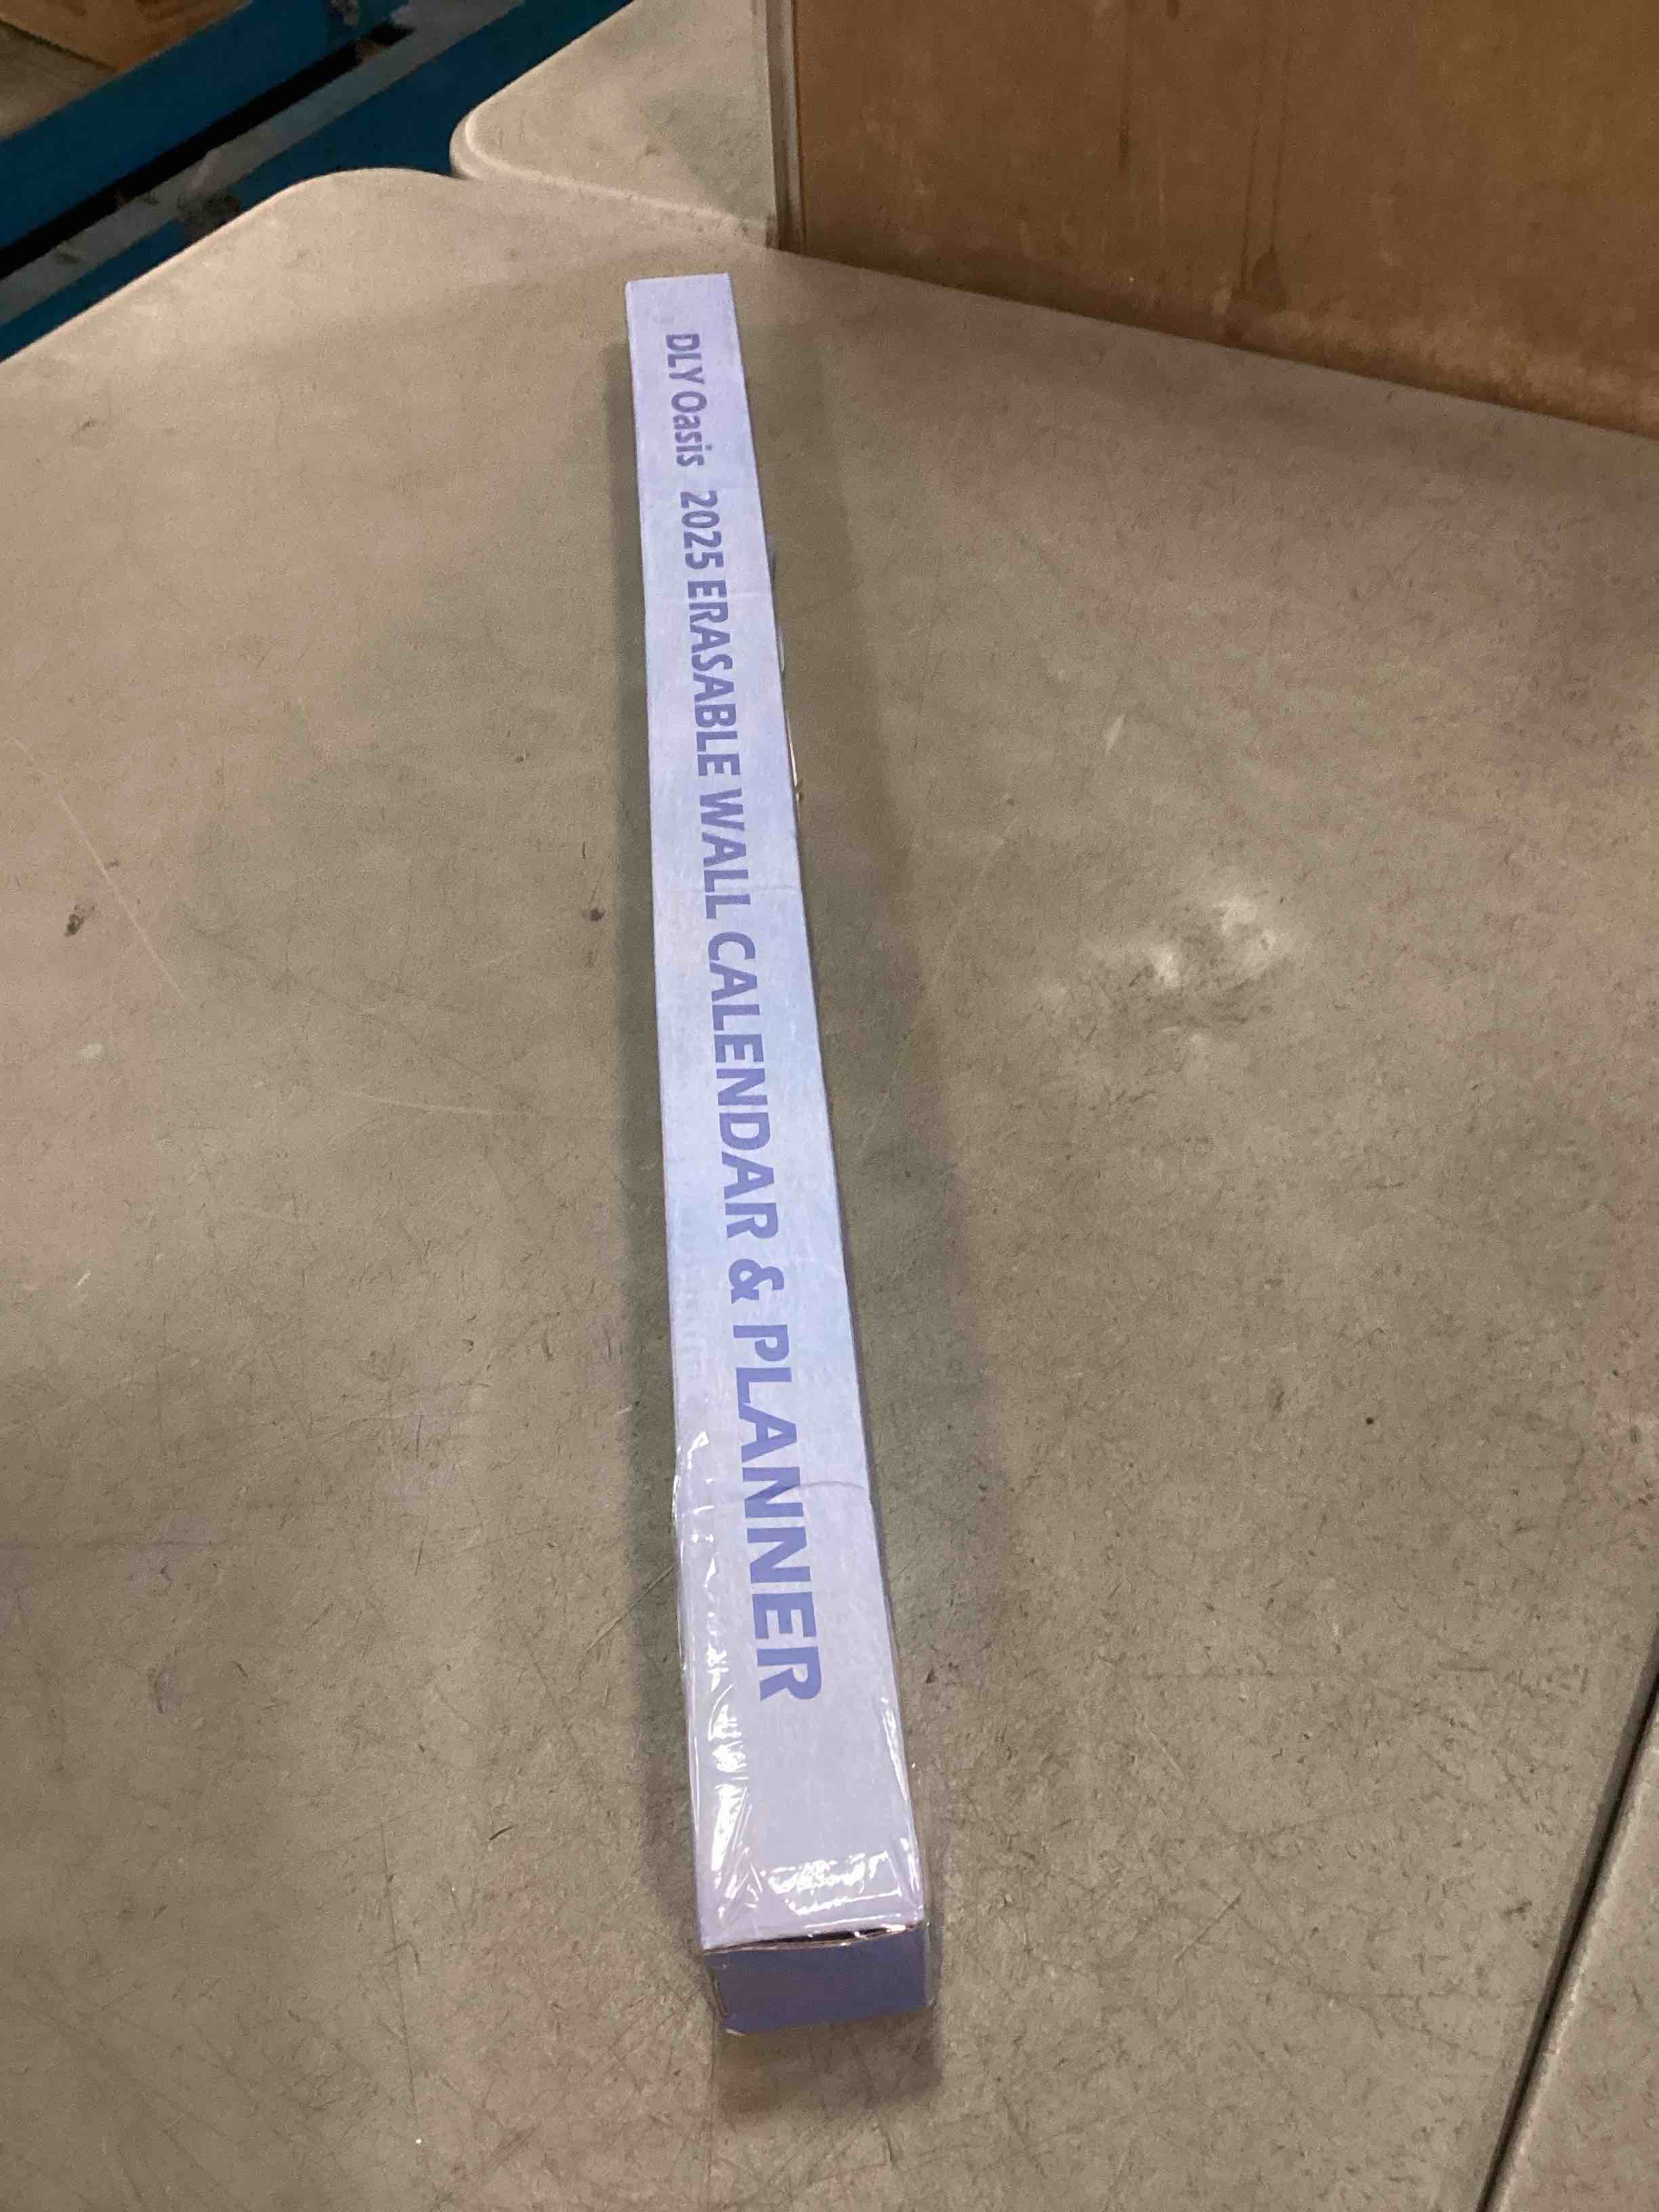 DLY Oasis 2025 ERASABLE WALL CALENDAR & PLANNER